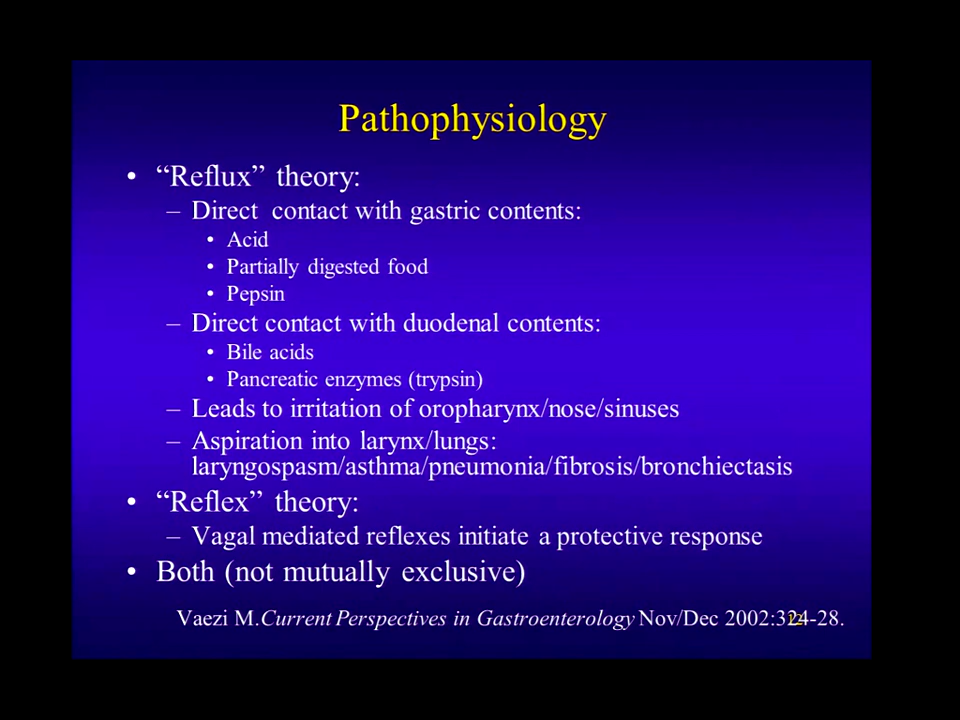 Pathophysiology
• “Reflux” theory:
– Direct contact with gastric contents:
• Acid
• Partially digested food
• Pepsin
– Direct contact with duodenal contents:
• Bile acids
• Pancreatic enzymes (trypsin)
– Leads to irritation of oropharynx/nose/sinuses
– Aspiration into larynx/lungs:
laryngospasm/asthma/pneumonia/fibrosis/bronchiectasis
• “Reflex” theory:
– Vagal mediated reflexes initiate a protective response
• Both (not mutually exclusive)
Vaezi M.Current Perspectives in Gastroenterology Nov/Dec 2002:324-28.